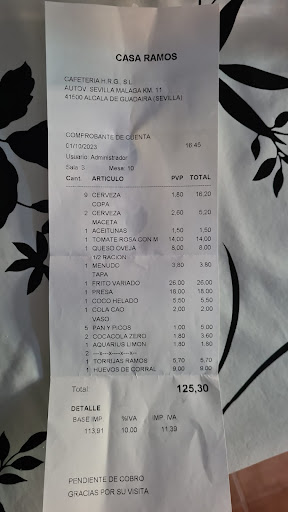 CASA RAMOS
CAFETERIA H.R.G., S.L.
AUTOV. SEVILLA MALAGA KM. 11
41500 ALCALA DE GUADAIRA (SEVILLA)
COMPROBANTE DE CUENTA
01/10/2023 16:45
Usuario: Administrador
Sala: 3 Mesa: 10
Cant. ARTICULO PVP TOTAL
9 CERVEZA 1,80 16,20
COPA
2 CERVEZA 2,60 5,20
MACETA
1 ACEITUNAS 1,50 1,50
1 TOMATE ROSA CON M 14,00 14,00
1 QUESO OVEJA 8,00 8,00
1/2 RACION
1 MENUDO 3,80 3,80
TAPA
1 FRITO VARIADO 26,00 26,00
1 PRESA 18,00 18,00
1 COCO HELADO 5,50 5,50
1 COLA CAO 2,00 2,00
VASO
5 PAN Y PICOS 1,00 5,00
2 COCACOLA ZERO 1,80 3,60
1 AQUARIUS LIMON 1,80 1,80
2 ---x---x----x---x--
1 TORRIJAS RAMOS 5,70 5,70
1 HUEVOS DE CORRAL 9,00 9,00
Total: 125,30
DETALLE
BASE IMP. %IVA IMP. IVA
113,91 10,00 11,39
PENDIENTE DE COBRO
GRACIAS POR SU VISITA